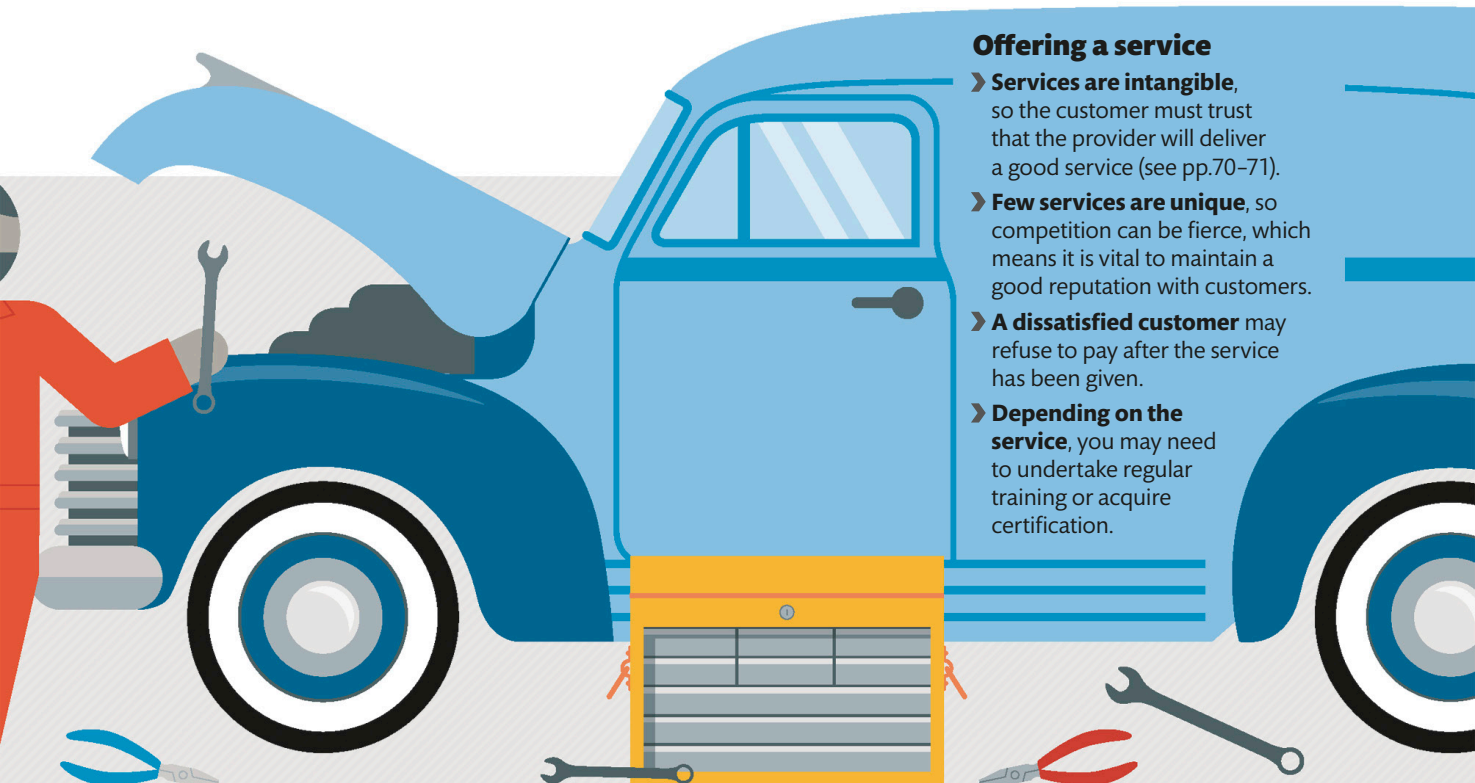 Offering a service
❯ Services are intangible,
so the customer must trust
that the provider will deliver
a good service (see pp.70–71).
❯ Few services are unique, so
competition can be fierce, which
means it is vital to maintain a
good reputation with customers.
❯ A dissatisfied customer may
refuse to pay after the service
has been given.
❯ Depending on the
service, you may need
to undertake regular
training or acquire
certification.